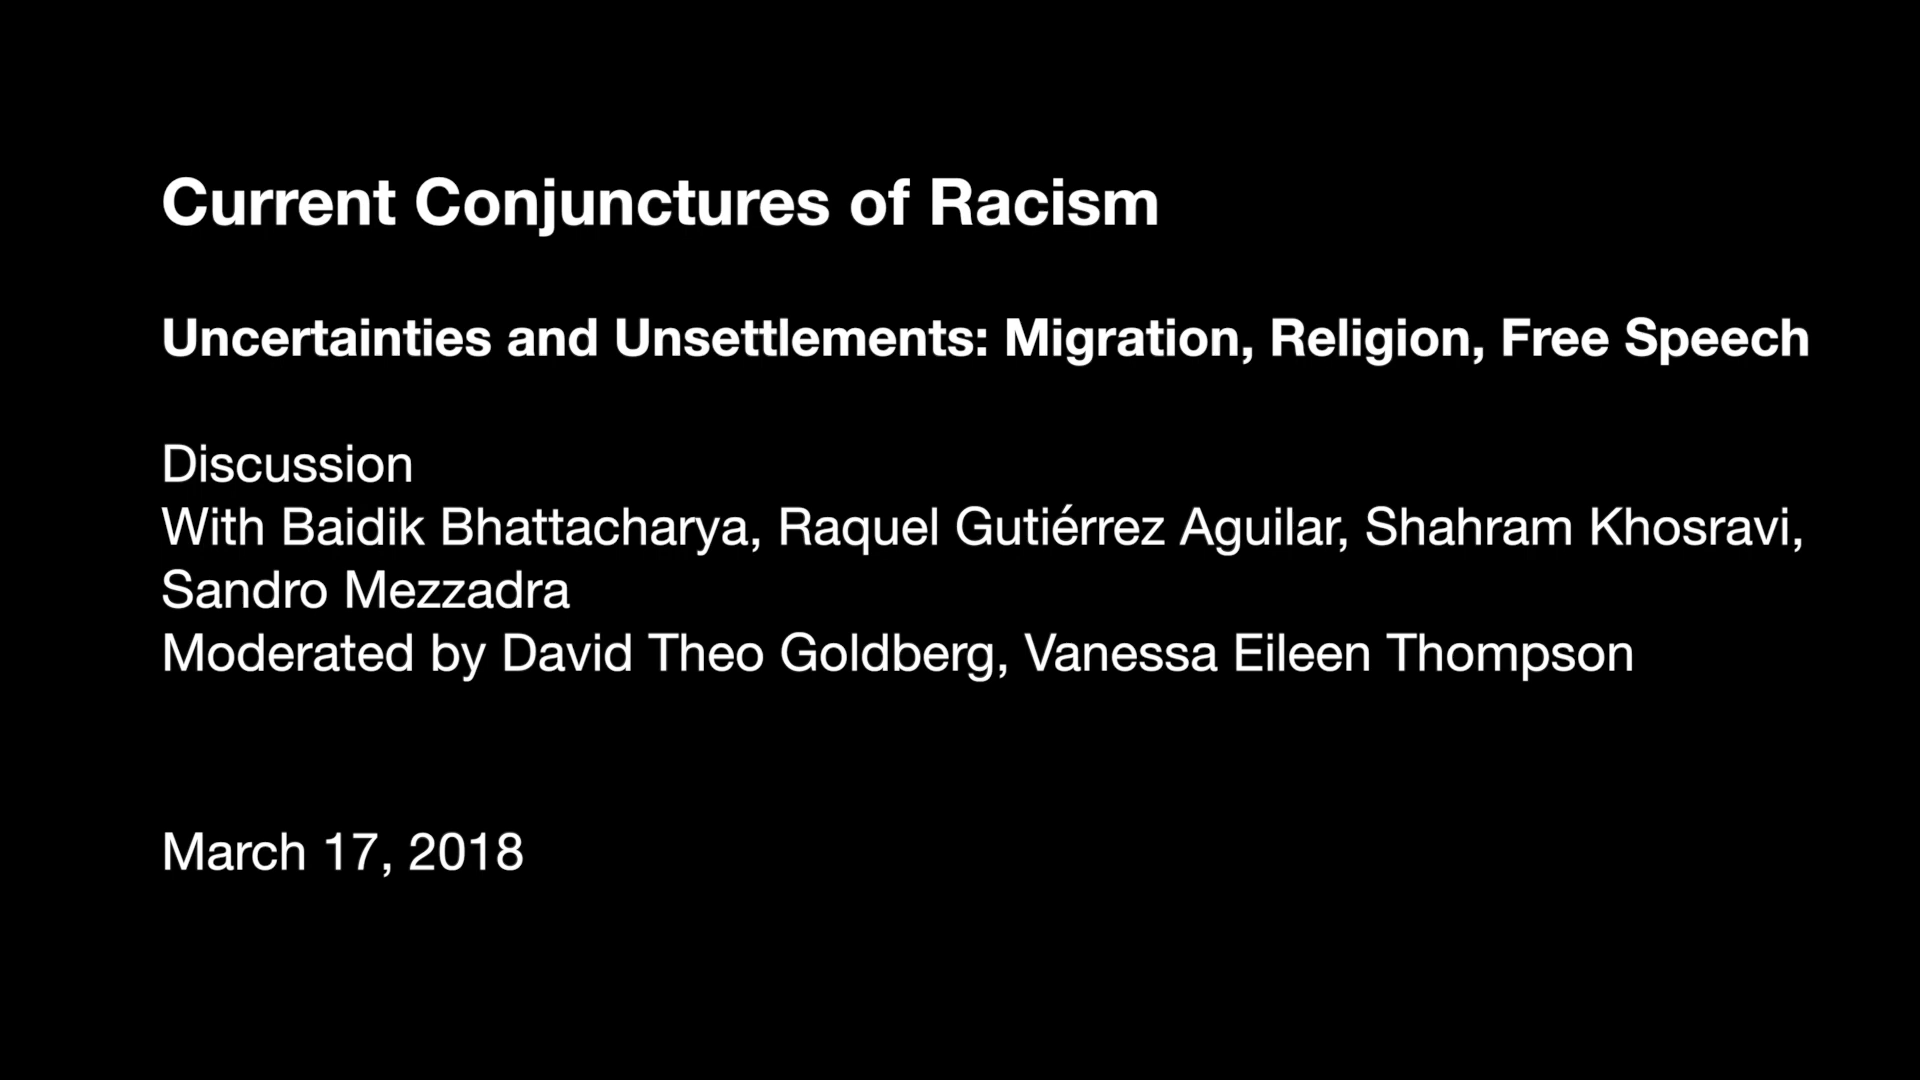 Current Conjunctures of Racism
Uncertainties and Unsettlements: Migration, Religion, Free Speech
Discussion
With Baidik Bhattacharya, Raquel Gutiérrez Aguilar, Shahram Khosravi,
Sandro Mezzadra
Moderated by David Theo Goldberg, Vanessa Eileen Thompson
March 17, 2018